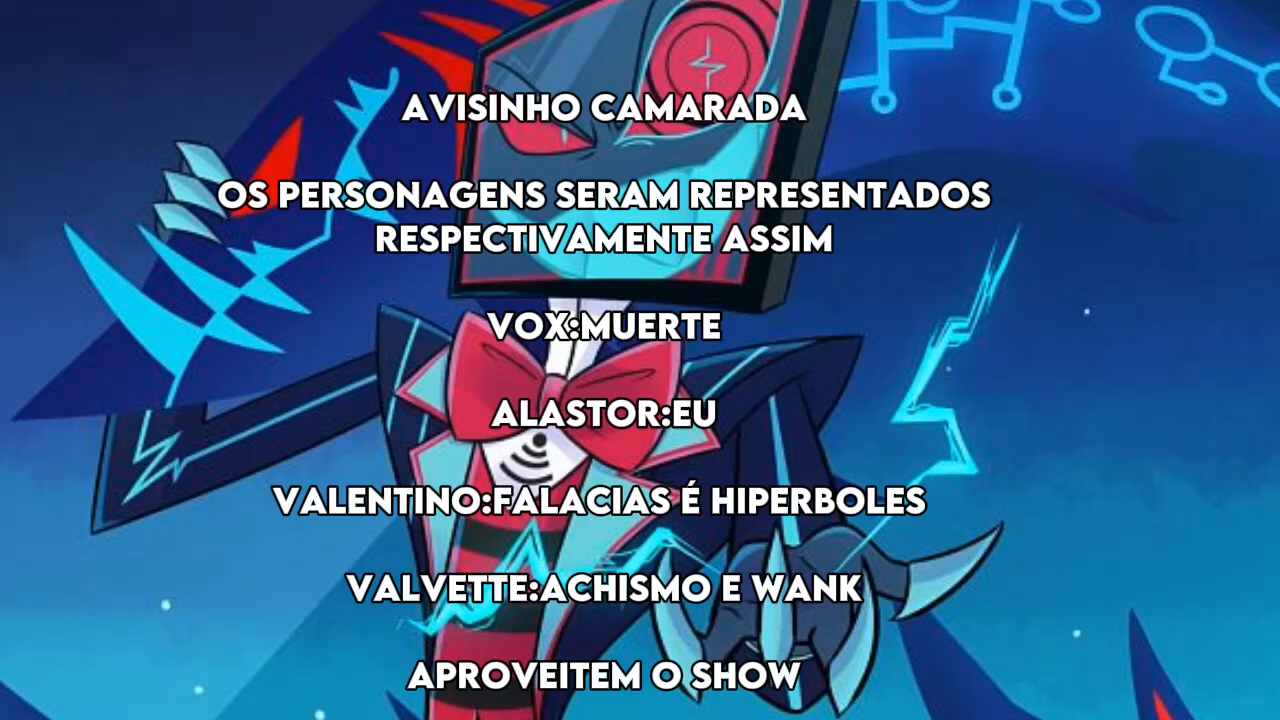 AVISINHO CAMARADA
OS PERSONAGENS SERAM REPRESENTADOS
RESPECTIVAMENTE ASSIM
VOX:MUERTE
ALASTOR:EU
VALENTINO:FALACIAS É HIPERBOLES
VALVETTE:ACHISMO E WANK
APROVEITEM O SHOW